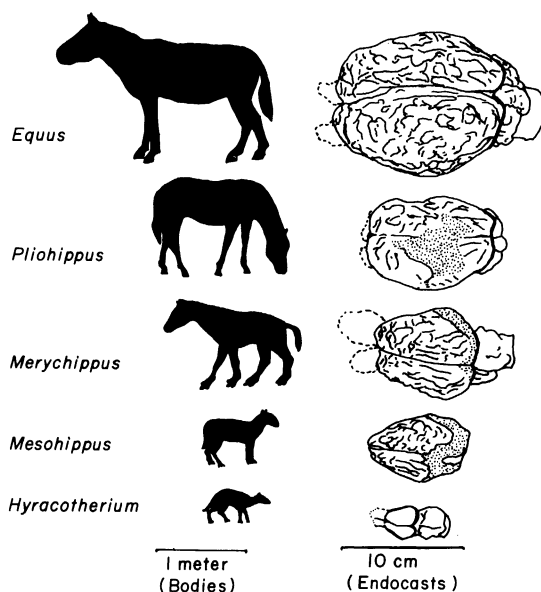 Equus
Pliohippus
Merychippus
Mesohippus
Hyracotherium
1 meter
(Bodies)
10 cm
(Endocasts)